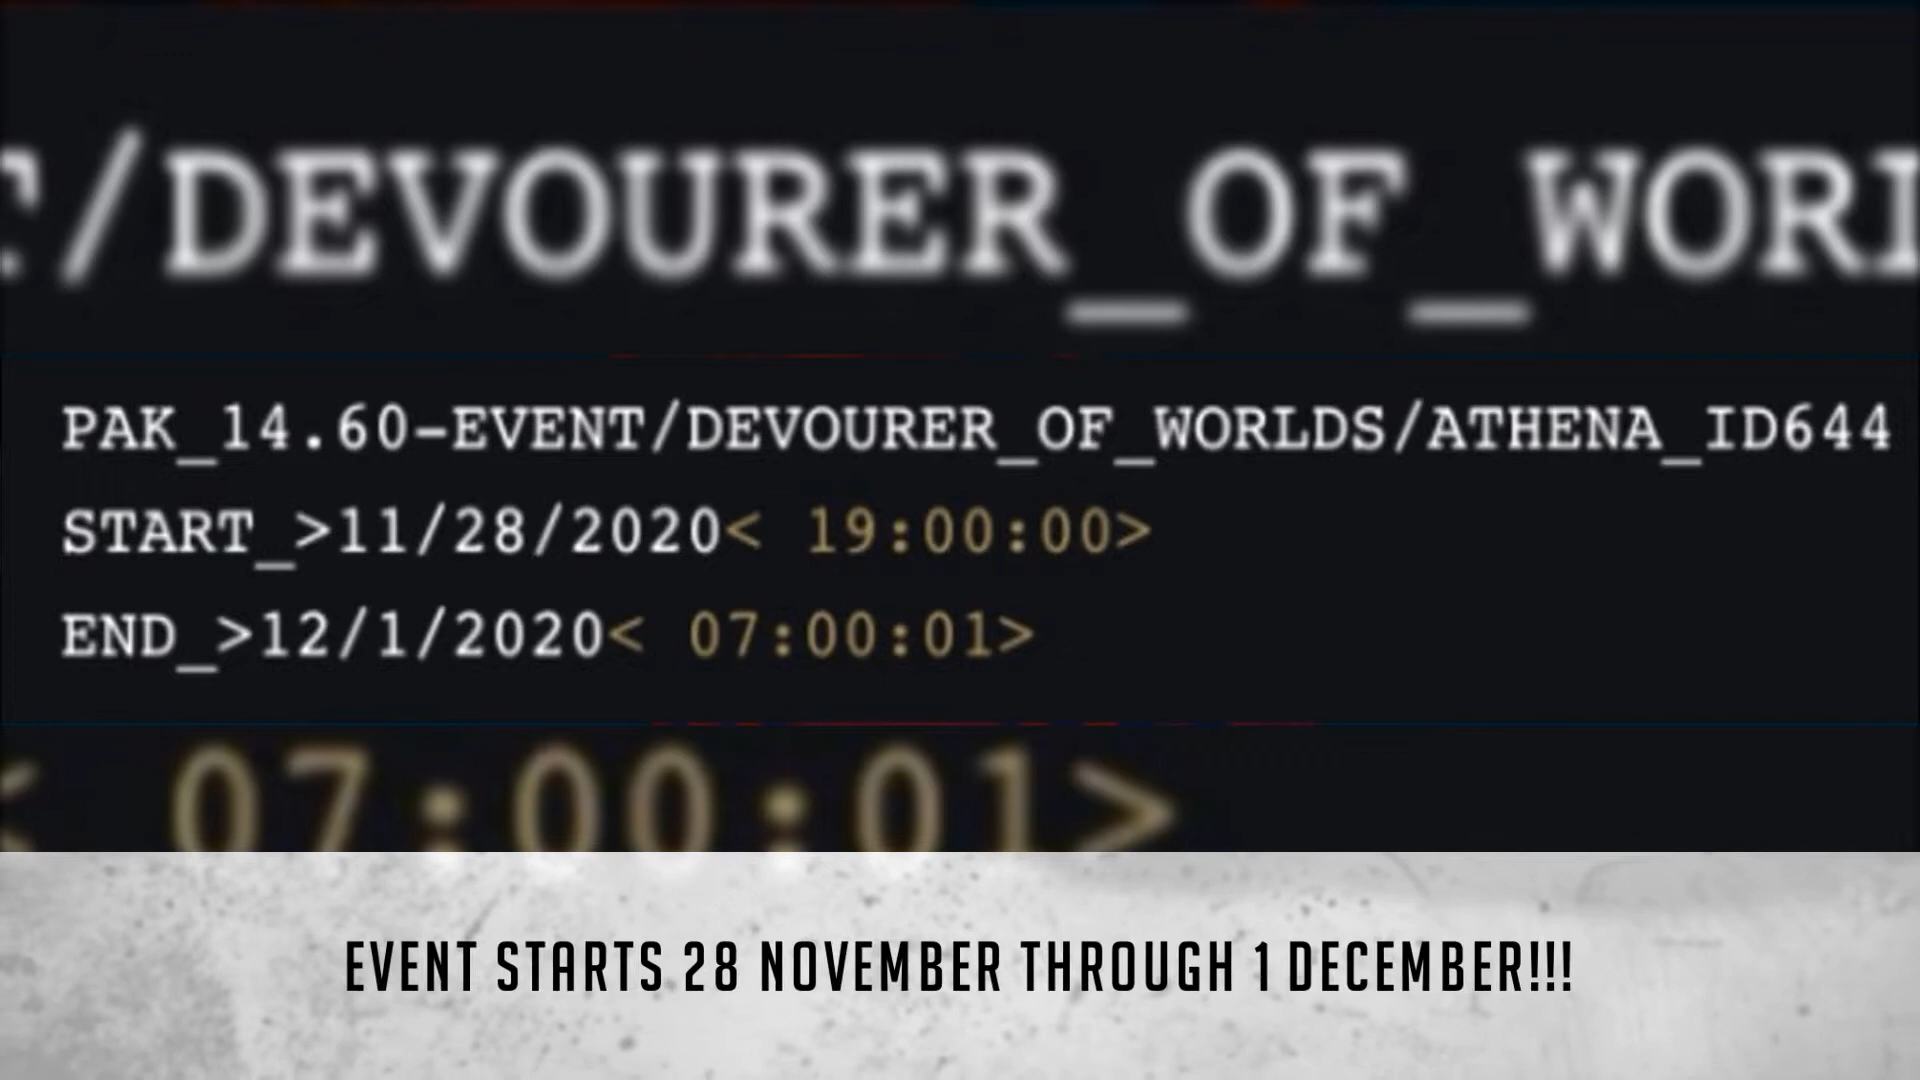 T/DEVOURER_OF_WORL
PAK_14.60-EVENT/DEVOURER_OF_WORLDS/ATHENA_ID644
START_>11/28/2020< 19:00:00>
END_>12/1/2020< 07:00:01>
< 07:00:01>
EVENT STARTS 28 NOVEMBER THROUGH 1 DECEMBER!!!